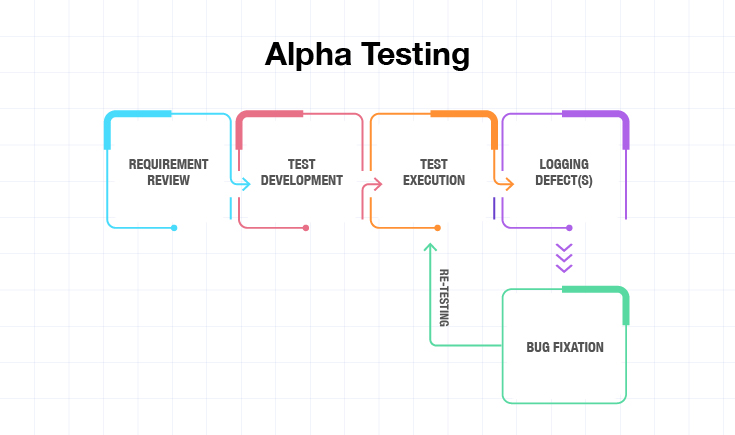 Alpha Testing
REQUIREMENT
REVIEW
TEST
DEVELOPMENT
TEST
EXECUTION
LOGGING
DEFECT(S)
RE-TESTING
BUG FIXATION